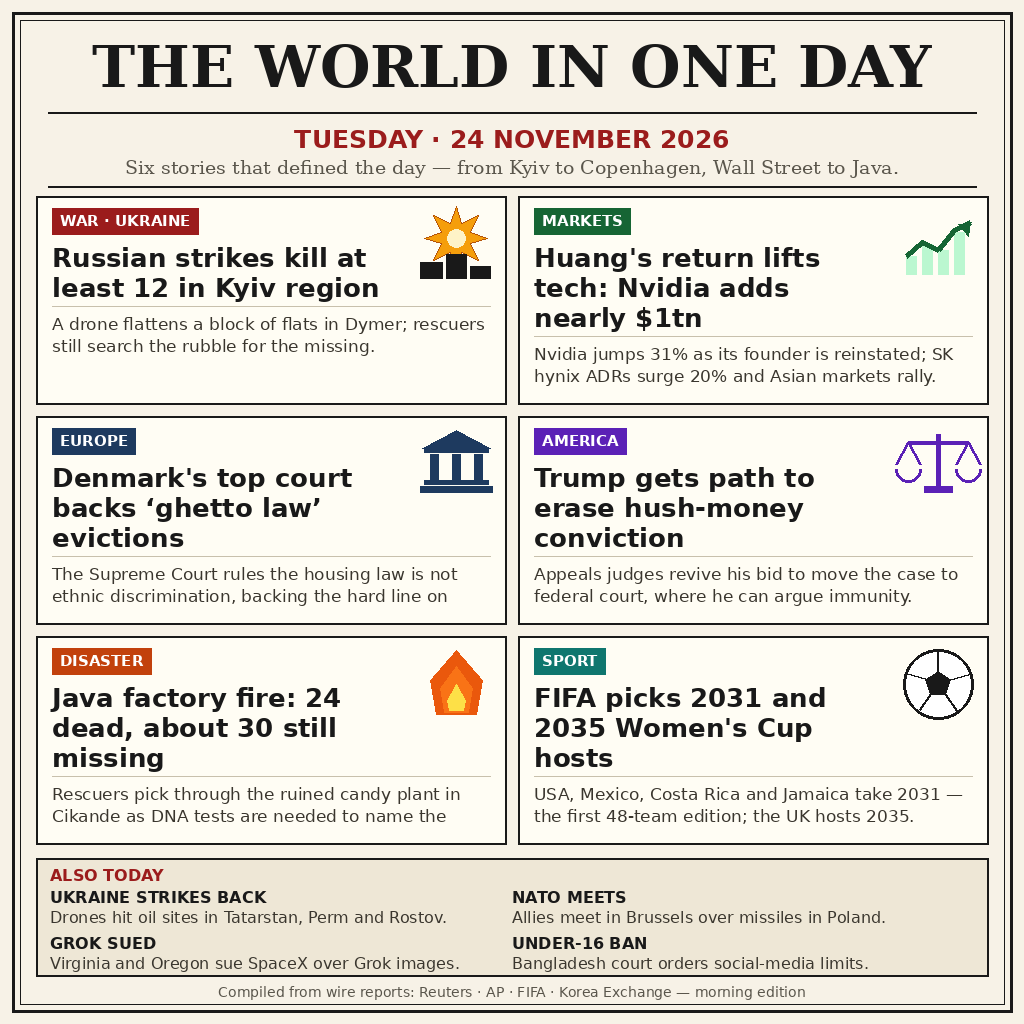 THE WORLD IN ONE DAY
TUESDAY · 24 NOVEMBER 2026
Six stories that defined the day — from Kyiv to Copenhagen, Wall Street to Java.
WAR · UKRAINE
Russian strikes kill at
least 12 in Kyiv region
A drone flattens a block of flats in Dymer; rescuers
still search the rubble for the missing.
MARKETS
Huang's return lifts
tech: Nvidia adds
nearly $1tn
Nvidia jumps 31% as its founder is reinstated; SK
hynix ADRs surge 20% and Asian markets rally.
EUROPE
Denmark's top court
backs ‘ghetto law’
evictions
The Supreme Court rules the housing law is not
ethnic discrimination, backing the hard line on
AMERICA
Trump gets path to
erase hush-money
conviction
Appeals judges revive his bid to move the case to
federal court, where he can argue immunity.
DISASTER
Java factory fire: 24
dead, about 30 still
missing
Rescuers pick through the ruined candy plant in
Cikande as DNA tests are needed to name the
SPORT
FIFA picks 2031 and
2035 Women's Cup
hosts
USA, Mexico, Costa Rica and Jamaica take 2031 —
the first 48-team edition; the UK hosts 2035.
ALSO TODAY
UKRAINE STRIKES BACK
Drones hit oil sites in Tatarstan, Perm and Rostov.
NATO MEETS
Allies meet in Brussels over missiles in Poland.
GROK SUED
Virginia and Oregon sue SpaceX over Grok images.
UNDER-16 BAN
Bangladesh court orders social-media limits.
Compiled from wire reports: Reuters · AP · FIFA · Korea Exchange — morning edition